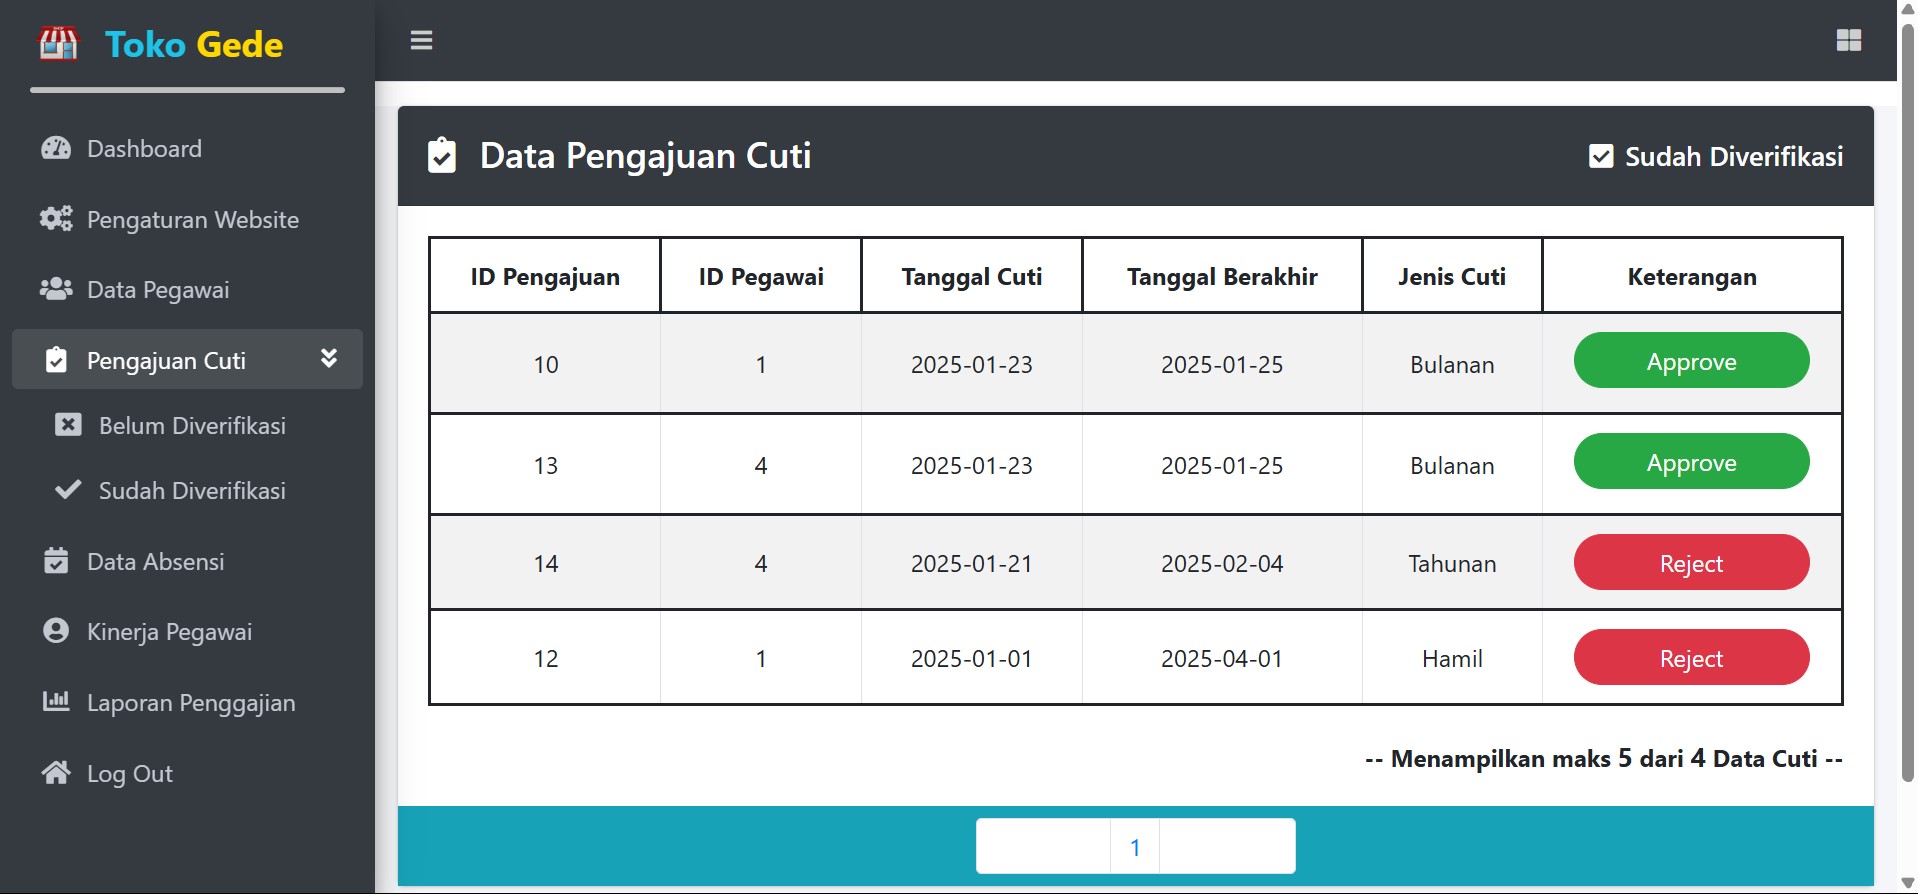 Toko Gede
Dashboard
Pengaturan Website
Data Pegawai
Pengajuan Cuti
Belum Diverifikasi
Sudah Diverifikasi
Data Absensi
Kinerja Pegawai
Laporan Penggajian
Log Out
Data Pengajuan Cuti
Sudah Diverifikasi
ID Pengajuan ID Pegawai Tanggal Cuti Tanggal Berakhir Jenis Cuti Keterangan
10 1 2025-01-23 2025-01-25 Bulanan Approve
13 4 2025-01-23 2025-01-25 Bulanan Approve
14 4 2025-01-21 2025-02-04 Tahunan Reject
12 1 2025-01-01 2025-04-01 Hamil Reject
-- Menampilkan maks 5 dari 4 Data Cuti --
1